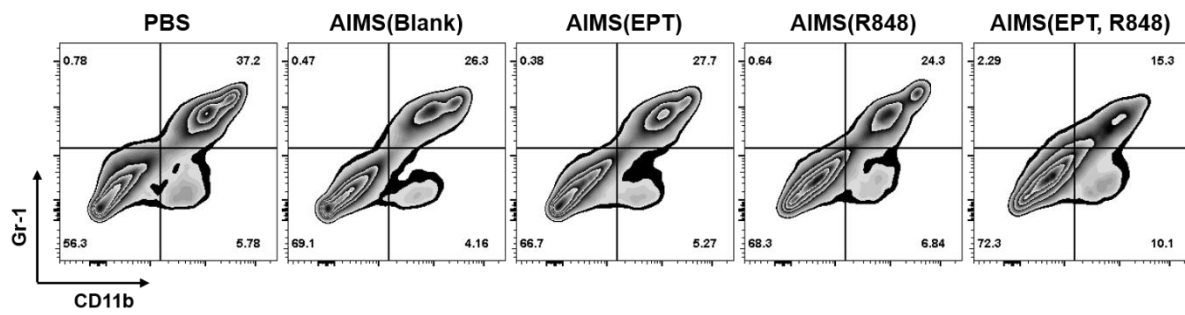 PBS
AIMS(Blank)
AIMS(EPT)
AIMS(R848)
AIMS(EPT, R848)
0.78
37.2
0.47
26.3
0.38
27.7
0.64
24.3
2.29
15.3
56.3
5.78
69.1
4.16
66.7
5.27
68.3
6.84
72.3
10.1
Gr-1
CD11b